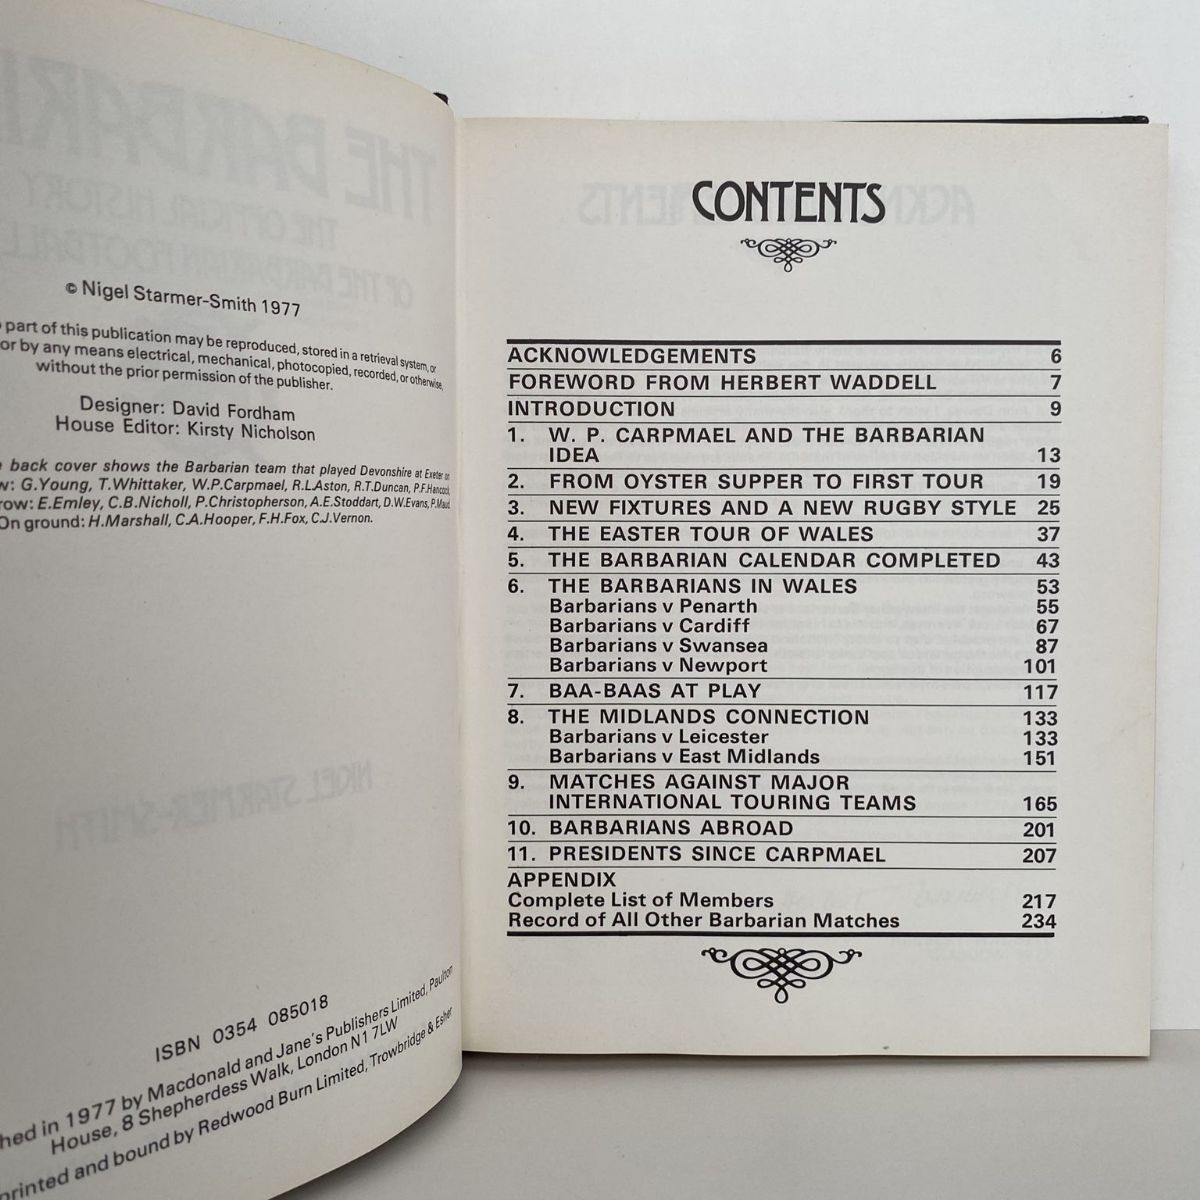 © Nigel Starmer-Smith 1977
part of this publication may be reproduced, stored in a retrieval system, or
or by any means electrical, mechanical, photocopied, recorded, or otherwise,
without the prior permission of the publisher.
Designer: David Fordham
House Editor: Kirsty Nicholson
back cover shows the Barbarian team that played Devonshire at Exeter on
G.Young, T.Whittaker, W.P.Carpmael, R.L.Aston, R.T.Duncan, P.F.Hancock,
row: E.Emley, C.B.Nicholl, P.Christopherson, A.E.Stoddart, D.W.Evans, P.Maud.
On ground: H.Marshall, C.A.Hooper, F.H.Fox, C.J.Vernon.
ISBN 0354 085018
in 1977 by Macdonald and Jane's Publishers Limited, Paulton
House, 8 Shepherdess Walk, London N1 7LW
printed and bound by Redwood Burn Limited, Trowbridge & Esher
CONTENTS
ACKNOWLEDGEMENTS 6
FOREWORD FROM HERBERT WADDELL 7
INTRODUCTION 9
1. W. P. CARPMAEL AND THE BARBARIAN
IDEA 13
2. FROM OYSTER SUPPER TO FIRST TOUR 19
3. NEW FIXTURES AND A NEW RUGBY STYLE 25
4. THE EASTER TOUR OF WALES 37
5. THE BARBARIAN CALENDAR COMPLETED 43
6. THE BARBARIANS IN WALES 53
Barbarians v Penarth 55
Barbarians v Cardiff 67
Barbarians v Swansea 87
Barbarians v Newport 101
7. BAA-BAAS AT PLAY 117
8. THE MIDLANDS CONNECTION 133
Barbarians v Leicester 133
Barbarians v East Midlands 151
9. MATCHES AGAINST MAJOR
INTERNATIONAL TOURING TEAMS 165
10. BARBARIANS ABROAD 201
11. PRESIDENTS SINCE CARPMAEL 207
APPENDIX
Complete List of Members 217
Record of All Other Barbarian Matches 234